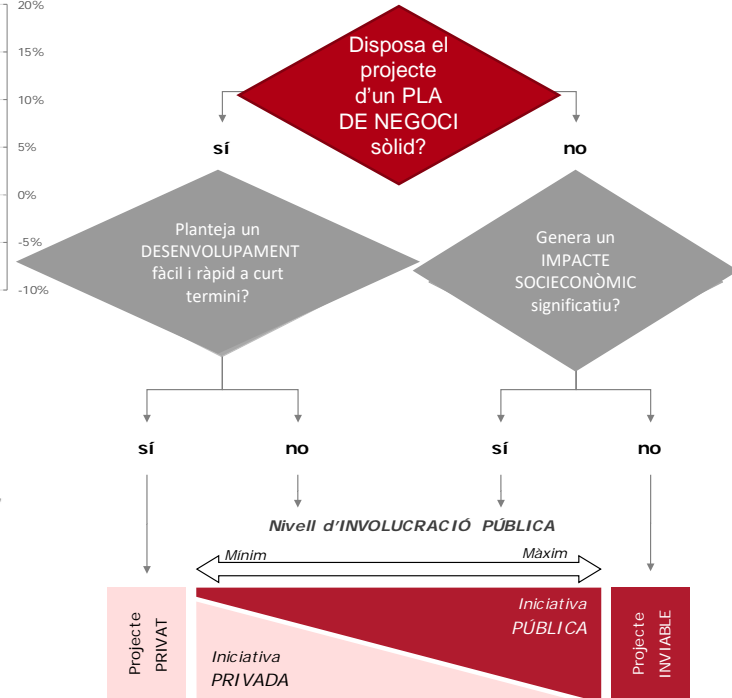 20%
15%
10%
5%
0%
-5%
-10%
Disposa el
projecte
d'un PLA
DE NEGOCI
sòlid?
sí
no
Planteja un
DESENVOLUPAMENT
fàcil i ràpid a curt
termini?
Genera un
IMPACTE
SOCIECONÒMIC
significatiu?
sí
no
sí
no
Nivell d'INVOLUCRACIÓ PÚBLICA
Mínim
Màxim
Projecte
PRIVAT
Iniciativa
PRIVADA
Iniciativa
PÚBLICA
Projecte
INVIABLE